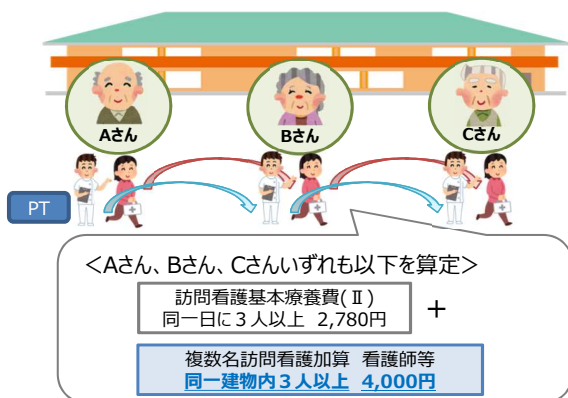 Aさん
Bさん
Cさん
PT
＜Aさん、Bさん、Cさんいずれも以下を算定＞
訪問看護基本療養費(Ⅱ)
同一日に３人以上 2,780円
＋
複数名訪問看護加算 看護師等
同一建物内３人以上 4,000円